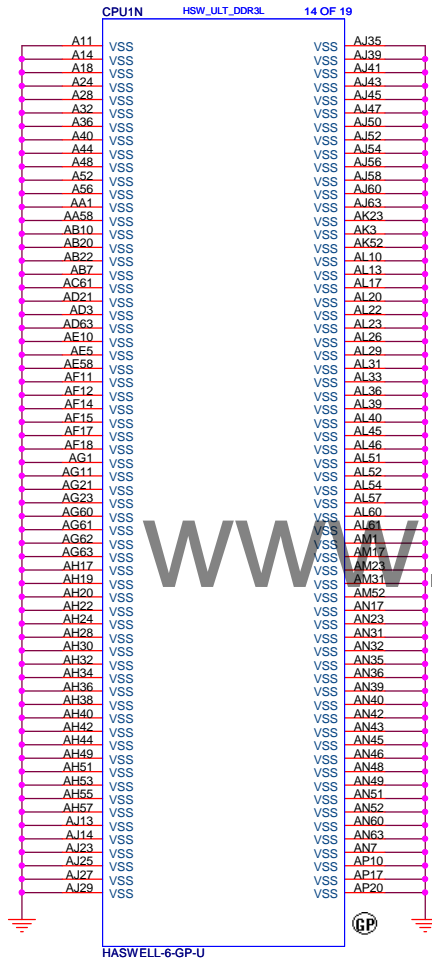 CPU1N HSW_ULT_DDR3L 14 OF 19
A11 VSS VSS AJ35
A14 VSS VSS AJ39
A18 VSS VSS AJ41
A24 VSS VSS AJ43
A28 VSS VSS AJ45
A32 VSS VSS AJ47
A36 VSS VSS AJ50
A40 VSS VSS AJ52
A44 VSS VSS AJ54
A48 VSS VSS AJ56
A52 VSS VSS AJ58
A56 VSS VSS AJ60
AA1 VSS VSS AJ63
AA58 VSS VSS AK23
AB10 VSS VSS AK3
AB20 VSS VSS AK52
AB22 VSS VSS AL10
AB7 VSS VSS AL13
AC61 VSS VSS AL17
AD21 VSS VSS AL20
AD3 VSS VSS AL22
AD63 VSS VSS AL23
AE10 VSS VSS AL26
AE5 VSS VSS AL29
AE58 VSS VSS AL31
AF11 VSS VSS AL33
AF12 VSS VSS AL36
AF14 VSS VSS AL39
AF15 VSS VSS AL40
AF17 VSS VSS AL45
AF18 VSS VSS AL46
AG1 VSS VSS AL51
AG11 VSS VSS AL52
AG21 VSS VSS AL54
AG23 VSS VSS AL57
AG60 VSS VSS AL60
AG61 VSS VSS AL61
AG62 VSS VSS AM1
AG63 VSS VSS AM17
AH17 VSS VSS AM23
AH19 VSS VSS AM31
AH20 VSS VSS AM52
AH22 VSS VSS AN17
AH24 VSS VSS AN23
AH28 VSS VSS AN31
AH30 VSS VSS AN32
AH32 VSS VSS AN35
AH34 VSS VSS AN36
AH36 VSS VSS AN39
AH38 VSS VSS AN40
AH40 VSS VSS AN42
AH42 VSS VSS AN43
AH44 VSS VSS AN45
AH49 VSS VSS AN46
AH51 VSS VSS AN48
AH53 VSS VSS AN49
AH55 VSS VSS AN51
AH57 VSS VSS AN52
AJ13 VSS VSS AN60
AJ14 VSS VSS AN63
AJ23 VSS VSS AN7
AJ25 VSS VSS AP10
AJ27 VSS VSS AP17
AJ29 VSS VSS AP20
www
GP
HASWELL-6-GP-U